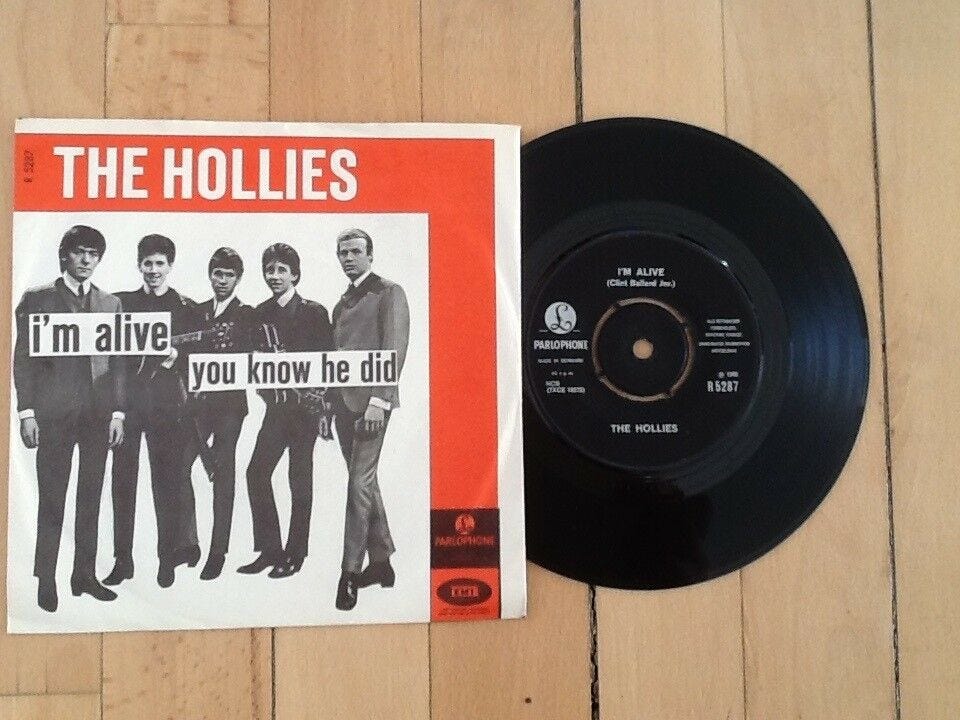 R 5287
THE HOLLIES
i'm alive
you know he did
PARLOPHONE
EMI
I'M ALIVE
(Clint Ballard Jnr.)
£
PARLOPHONE
MADE IN DENMARK
45 r.p.m.
NCB
R 5287
THE HOLLIES